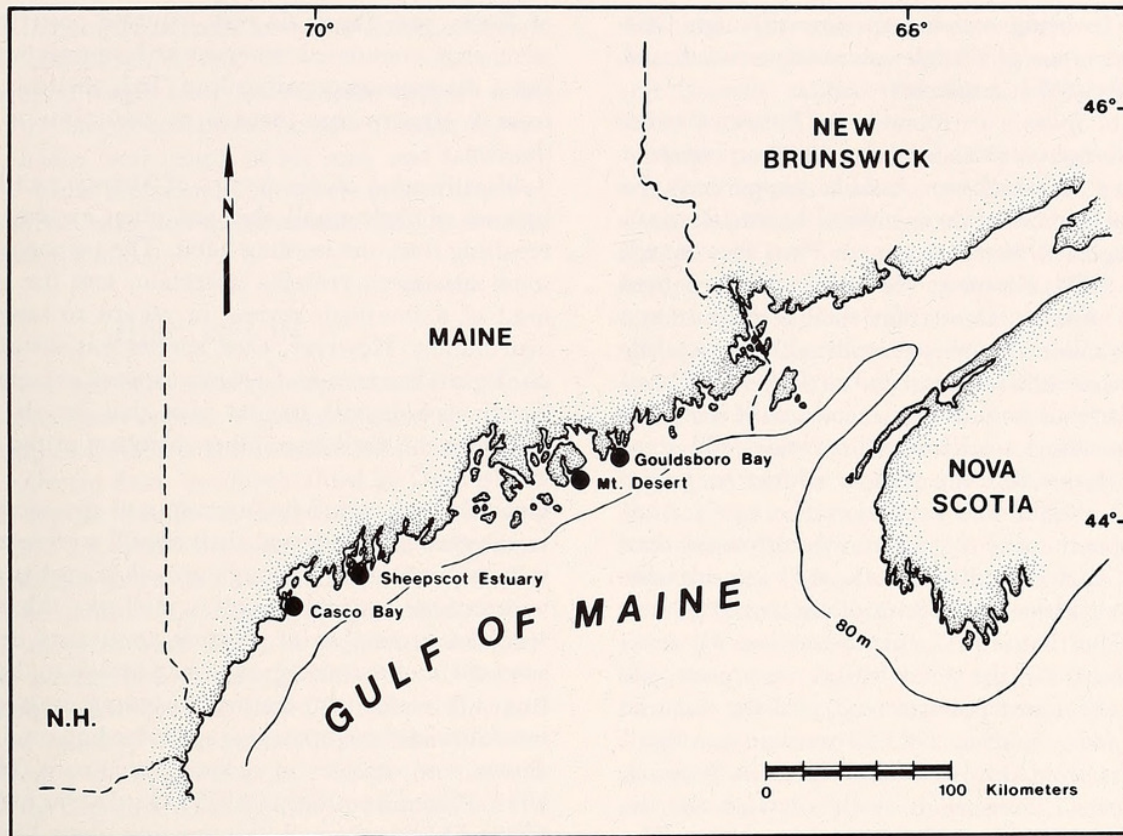 70°
66°
46°
NEW
BRUNSWICK
N
MAINE
Gouldsboro Bay
Mt. Desert
NOVA
SCOTIA
44°
Sheepscot Estuary
Casco Bay
GULF OF MAINE
80m
N.H.
0 100 Kilometers